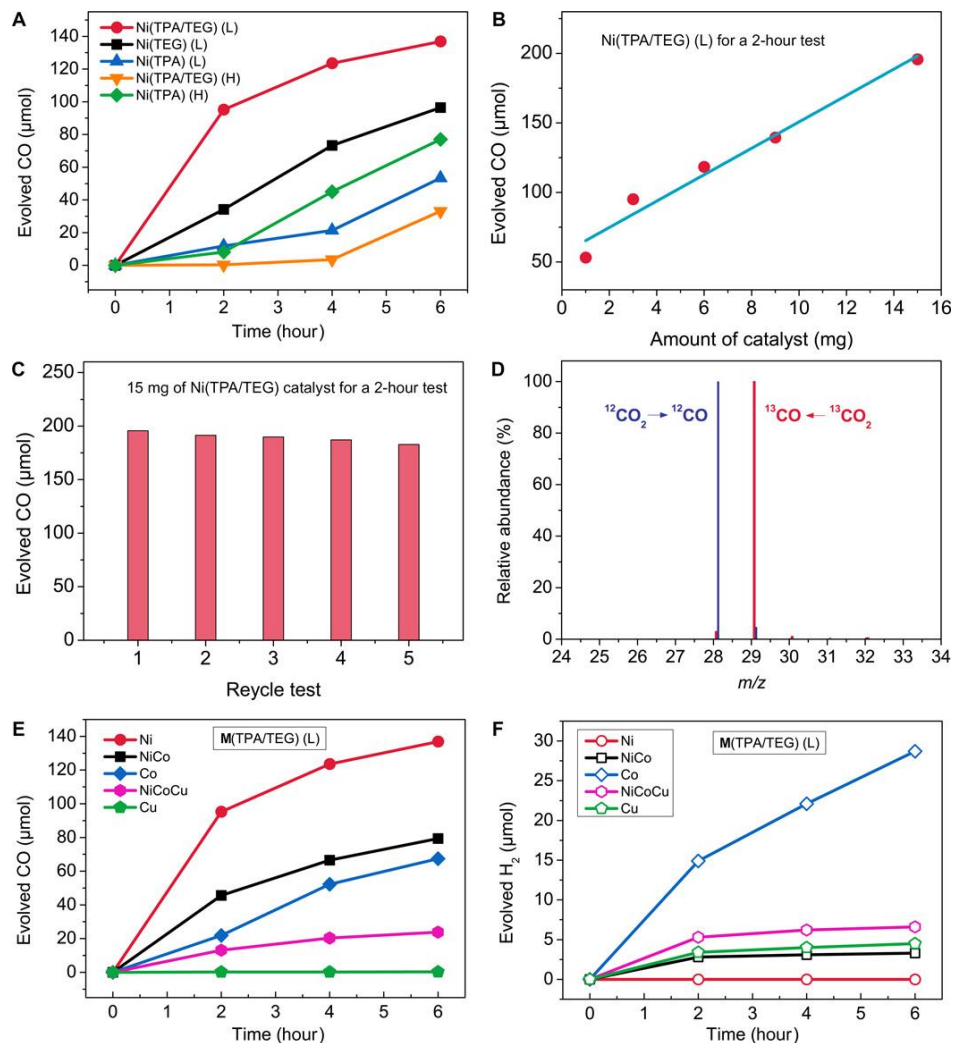 A
Ni(TPA/TEG) (L)
Ni(TEG) (L)
Ni(TPA) (L)
Ni(TPA/TEG) (H)
Ni(TPA) (H)
140
120
100
80
60
40
20
0
Evolved CO (µmol)
0 1 2 3 4 5 6
Time (hour)
B
Ni(TPA/TEG) (L) for a 2-hour test
200
150
100
50
Evolved CO (µmol)
0 2 4 6 8 10 12 14 16
Amount of catalyst (mg)
C
15 mg of Ni(TPA/TEG) catalyst for a 2-hour test
250
200
150
100
50
0
Evolved CO (µmol)
1 2 3 4 5
Reycle test
D
¹²CO₂ → ¹²CO
¹³CO ← ¹³CO₂
100
80
60
40
20
0
Relative abundance (%)
24 25 26 27 28 29 30 31 32 33 34
m/z
E
M(TPA/TEG) (L)
Ni
NiCo
Co
NiCoCu
Cu
140
120
100
80
60
40
20
0
Evolved CO (µmol)
0 1 2 3 4 5 6
Time (hour)
F
M(TPA/TEG) (L)
Ni
NiCo
Co
NiCoCu
Cu
30
25
20
15
10
5
0
Evolved H₂ (µmol)
0 1 2 3 4 5 6
Time (hour)